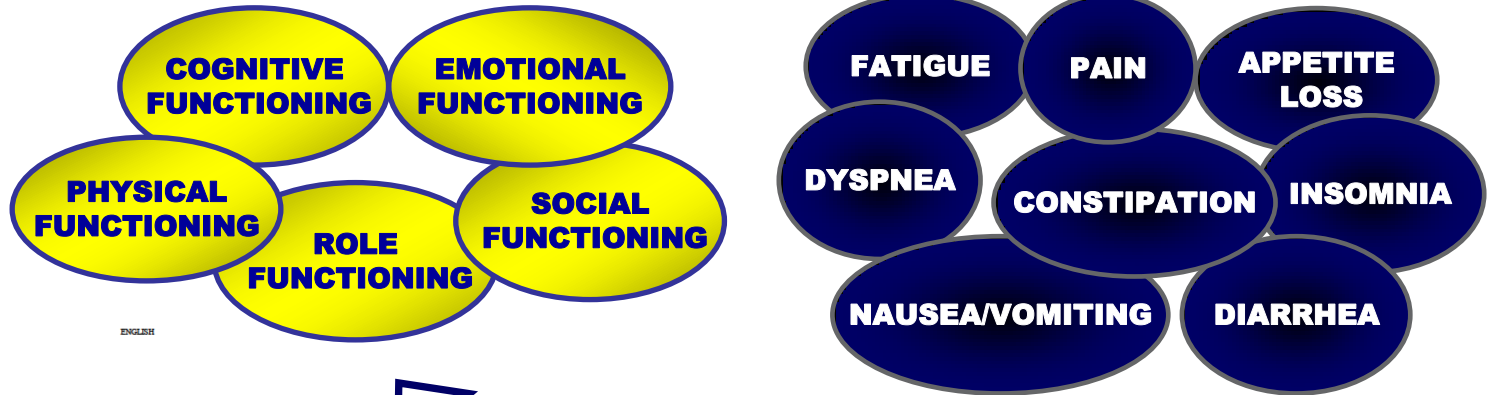 COGNITIVE
FUNCTIONING
EMOTIONAL
FUNCTIONING
PHYSICAL
FUNCTIONING
ROLE
FUNCTIONING
SOCIAL
FUNCTIONING
ENGLISH
FATIGUE
PAIN
APPETITE
LOSS
DYSPNEA
CONSTIPATION
INSOMNIA
NAUSEA/VOMITING
DIARRHEA